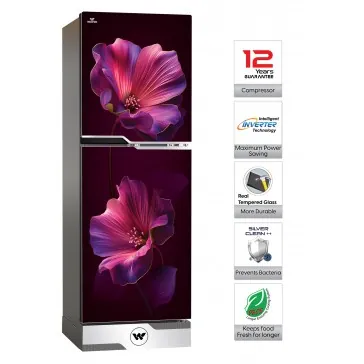 WALTON
12
Years
GUARANTEE
Compressor
Intelligent
INVERTER
Technology
Maximum Power
Saving
Real
Tempered Glass
More Durable
SILVER
CLEAN ++
Prevents Bacteria
Keeps food
Fresh for longer